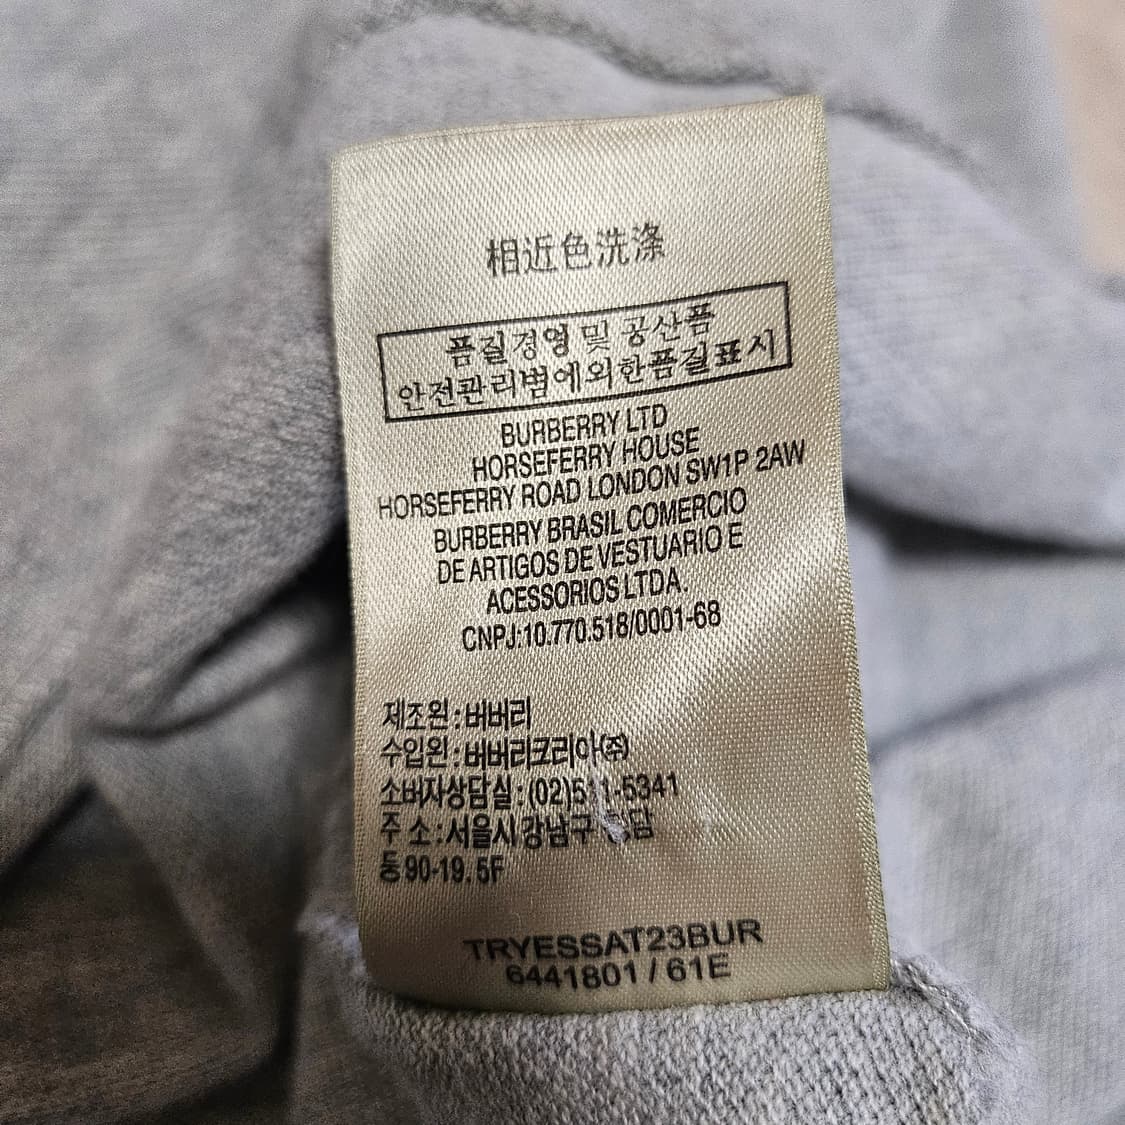 相近色洗涤
품질경영 및 공산품
안전관리법에의한품질표시
BURBERRY LTD
HORSEFERRY HOUSE
HORSEFERRY ROAD LONDON SW1P 2AW
BURBERRY BRASIL COMERCIO
DE ARTIGOS DE VESTUARIO E
ACESSORIOS LTDA.
CNPJ:10.770.518/0001-68
제조원:버버리
수입원:버버리코리아(주)
소비자상담실:(02)511-5341
주 소:서울시강남구 청담
동90-19.5F
TRYESSAT23BUR
6441801 / 61E